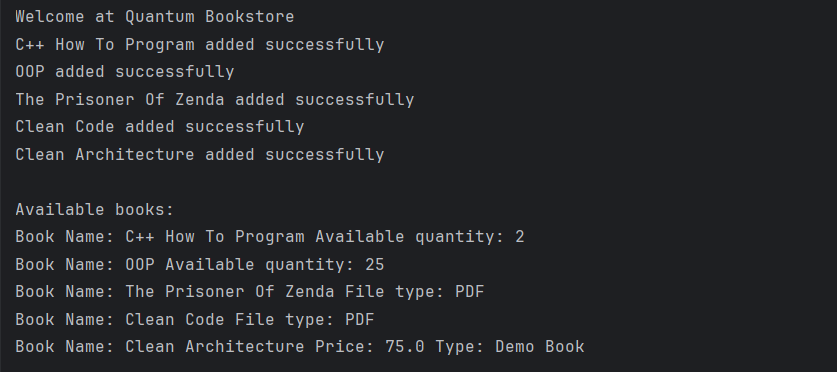 Welcome at Quantum Bookstore
C++ How To Program added successfully
OOP added successfully
The Prisoner Of Zenda added successfully
Clean Code added successfully
Clean Architecture added successfully
Available books:
Book Name: C++ How To Program Available quantity: 2
Book Name: OOP Available quantity: 25
Book Name: The Prisoner Of Zenda File type: PDF
Book Name: Clean Code File type: PDF
Book Name: Clean Architecture Price: 75.0 Type: Demo Book